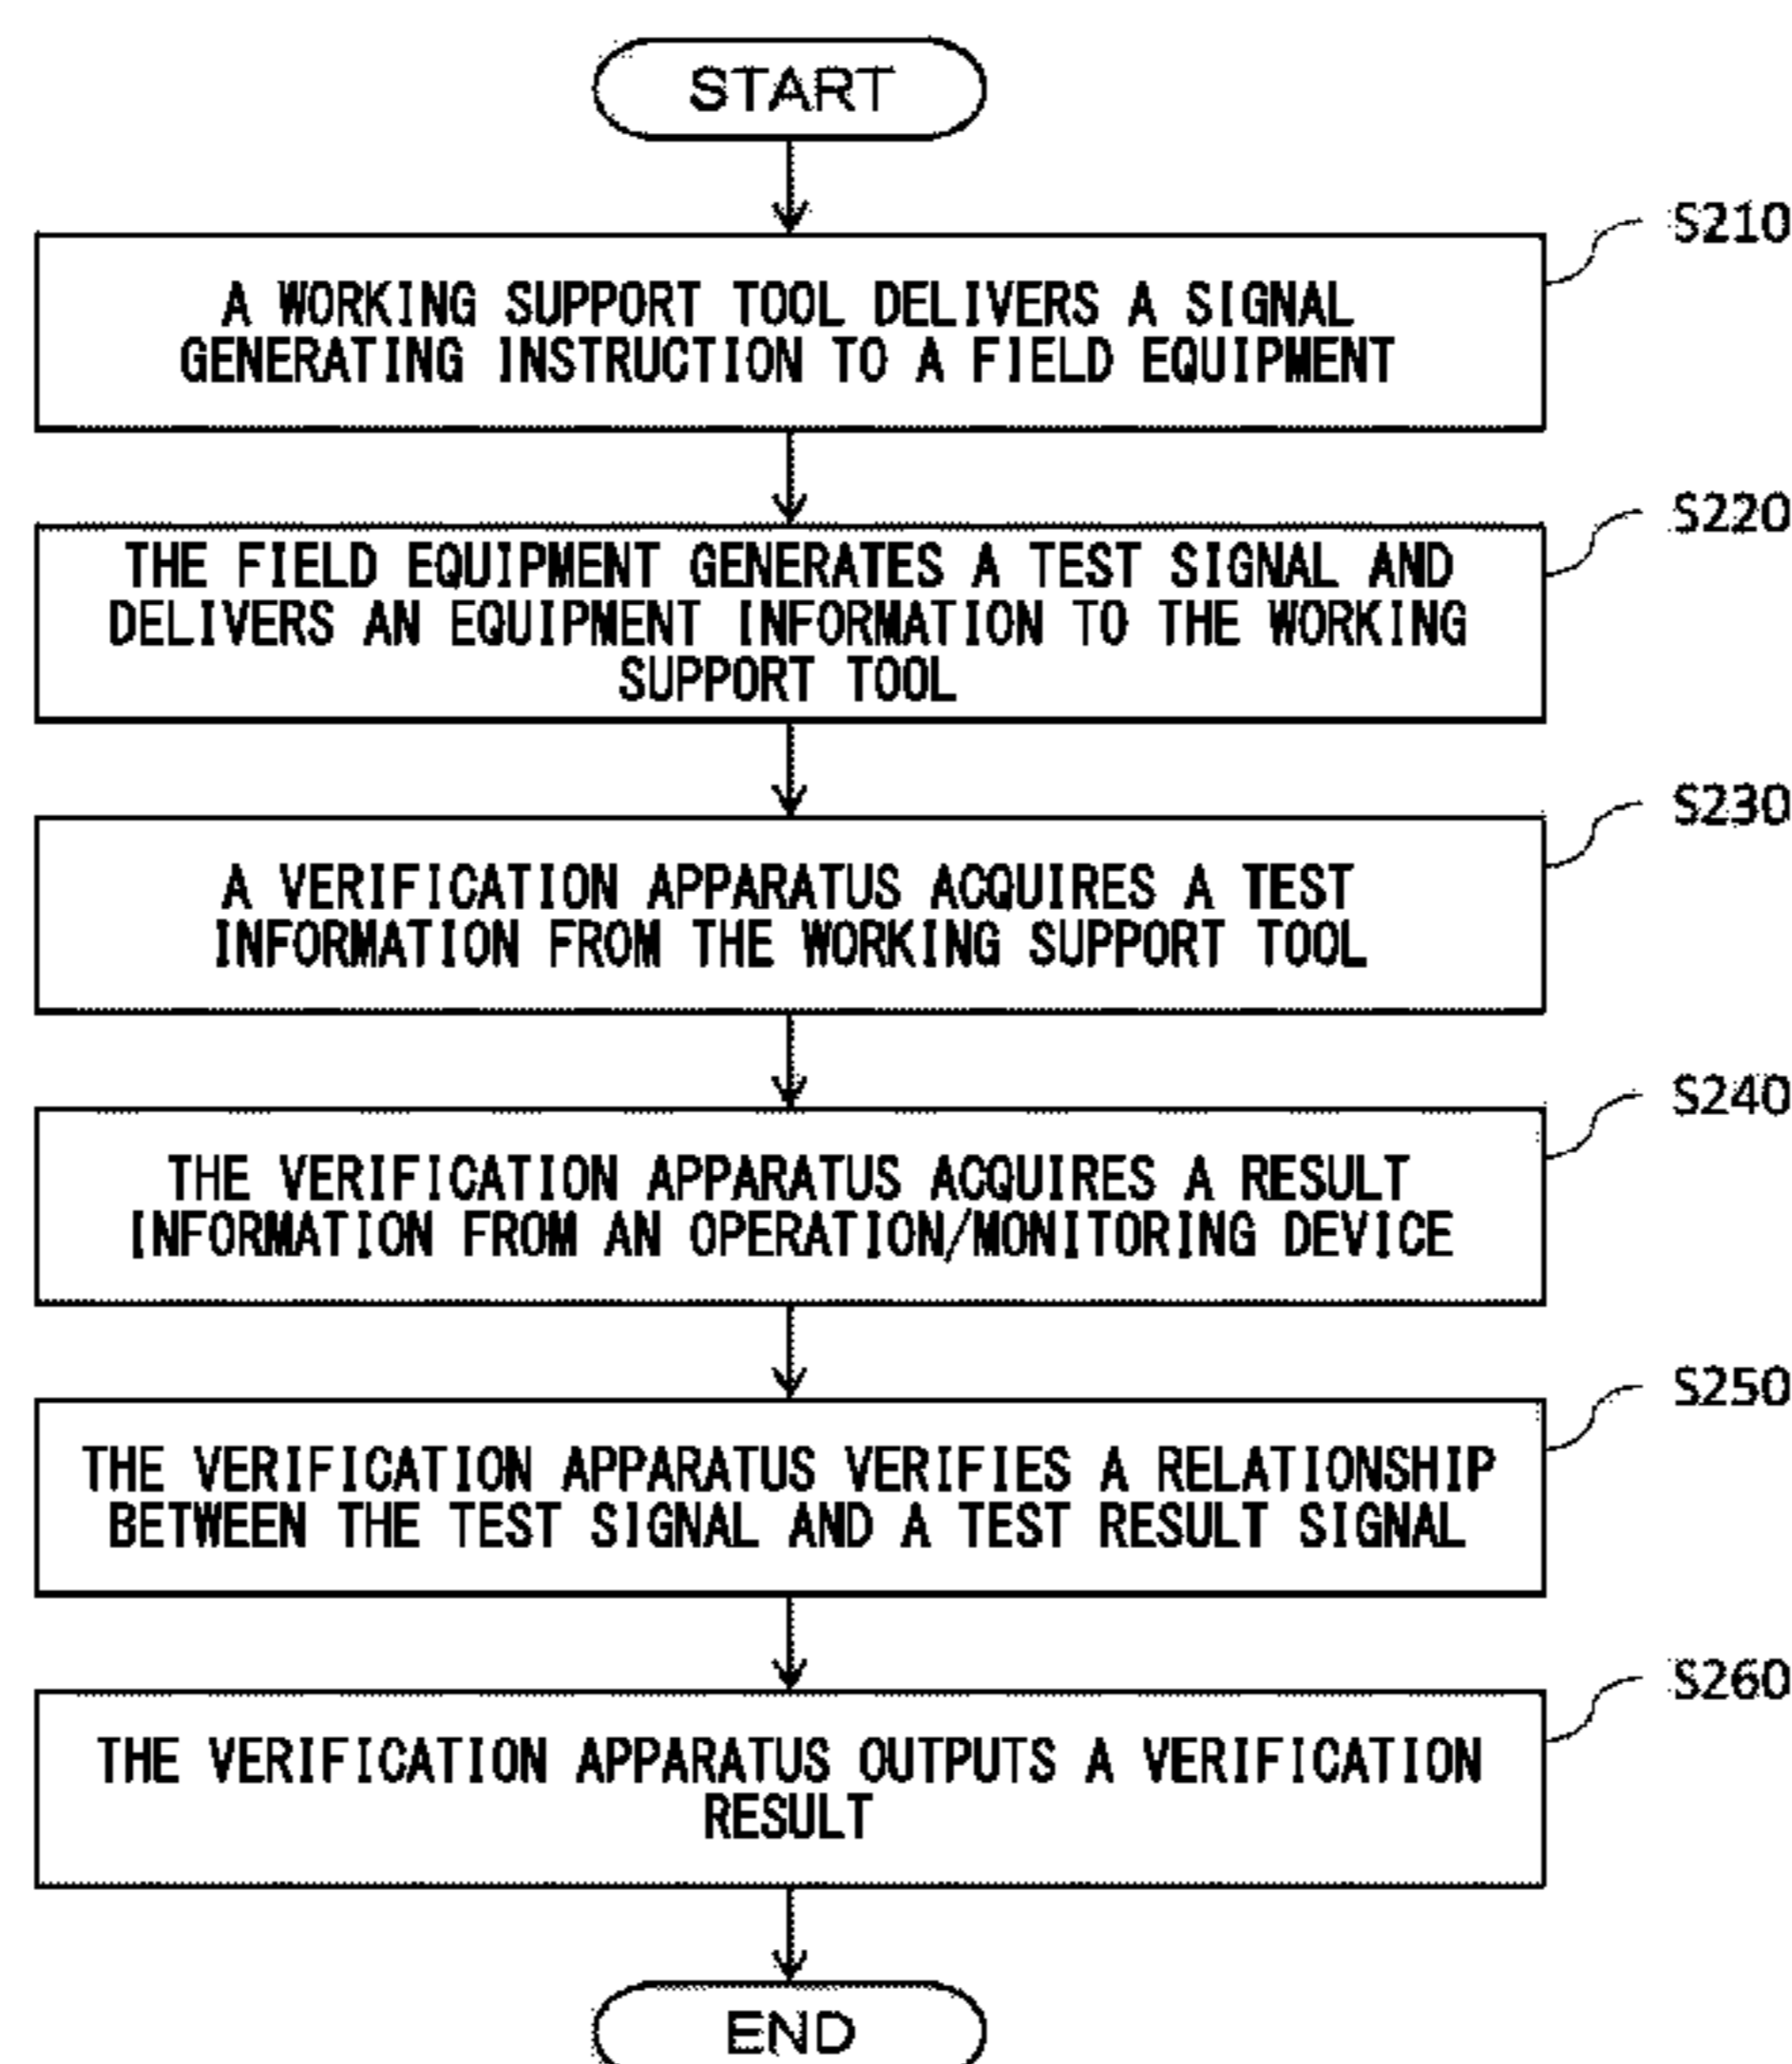 START
S210
A WORKING SUPPORT TOOL DELIVERS A SIGNAL
GENERATING INSTRUCTION TO A FIELD EQUIPMENT
S220
THE FIELD EQUIPMENT GENERATES A TEST SIGNAL AND
DELIVERS AN EQUIPMENT INFORMATION TO THE WORKING
SUPPORT TOOL
S230
A VERIFICATION APPARATUS ACQUIRES A TEST
INFORMATION FROM THE WORKING SUPPORT TOOL
S240
THE VERIFICATION APPARATUS ACQUIRES A RESULT
INFORMATION FROM AN OPERATION/MONITORING DEVICE
S250
THE VERIFICATION APPARATUS VERIFIES A RELATIONSHIP
BETWEEN THE TEST SIGNAL AND A TEST RESULT SIGNAL
S260
THE VERIFICATION APPARATUS OUTPUTS A VERIFICATION
RESULT
END